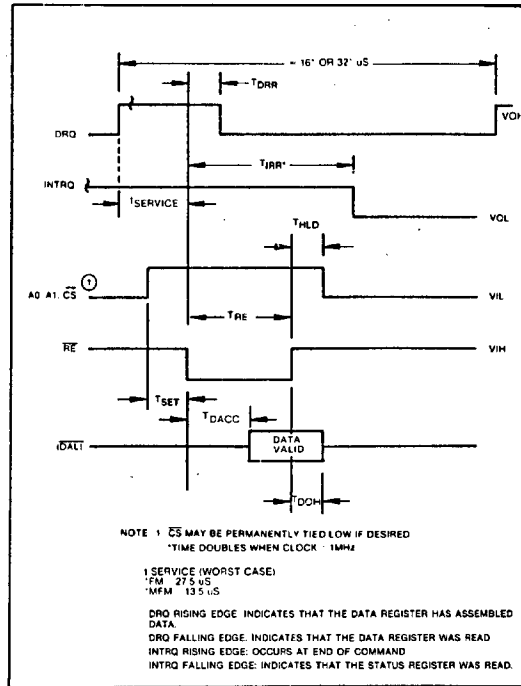 ≈ 16* OR 32* uS
TDRR
VOH
DRQ
TIRR*
INTRQ
VOL
tSERVICE
THLD
1
A0 A1. CS
VIL
TRE
RE
VIH
TSET
TDACC
(DAL)
DATA
VALID
TDOH
NOTE 1 CS MAY BE PERMANENTLY TIED LOW IF DESIRED
*TIME DOUBLES WHEN CLOCK 1MHz
t SERVICE (WORST CASE)
*FM 27.5 uS
*MFM 13.5 uS
DRQ RISING EDGE INDICATES THAT THE DATA REGISTER HAS ASSEMBLED
DATA.
DRQ FALLING EDGE. INDICATES THAT THE DATA REGISTER WAS READ
INTRQ RISING EDGE: OCCURS AT END OF COMMAND
INTRQ FALLING EDGE: INDICATES THAT THE STATUS REGISTER WAS READ.